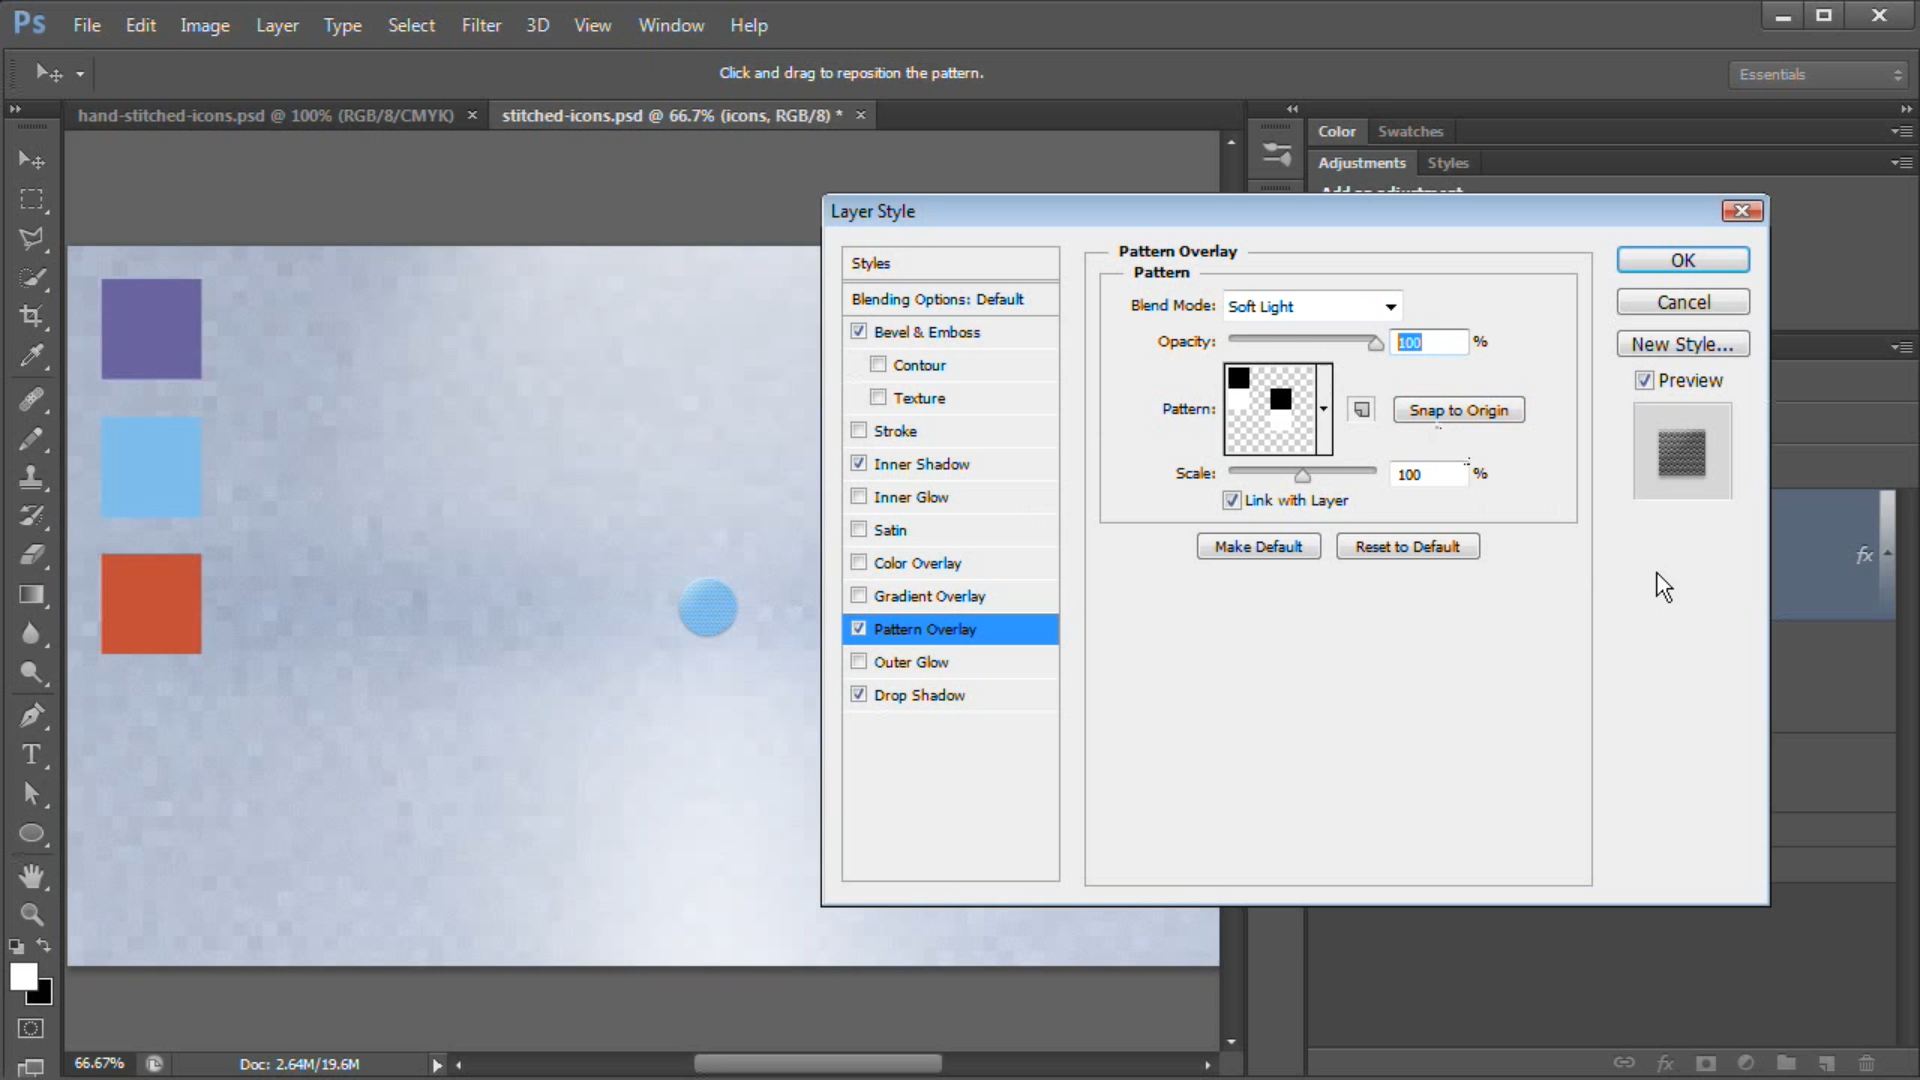 Ps File Edit Image Layer Type Select Filter 3D View Window Help
Click and drag to reposition the pattern.
Essentials
hand-stitched-icons.psd @ 100% (RGB/8/CMYK) ×
stitched-icons.psd @ 66.7% (icons, RGB/8) * ×
Color Swatches
Adjustments Styles
Add an adjustment
Layer Style
Styles
Blending Options: Default
Bevel & Emboss
Contour
Texture
Stroke
Inner Shadow
Inner Glow
Satin
Color Overlay
Gradient Overlay
Pattern Overlay
Outer Glow
Drop Shadow
Pattern Overlay
Pattern
Blend Mode: Soft Light
Opacity: 100 %
Pattern: Snap to Origin
Scale: 100 %
Link with Layer
Make Default Reset to Default
OK
Cancel
New Style...
Preview
fx
T
66.67% Doc: 2.64M/19.6M
fx